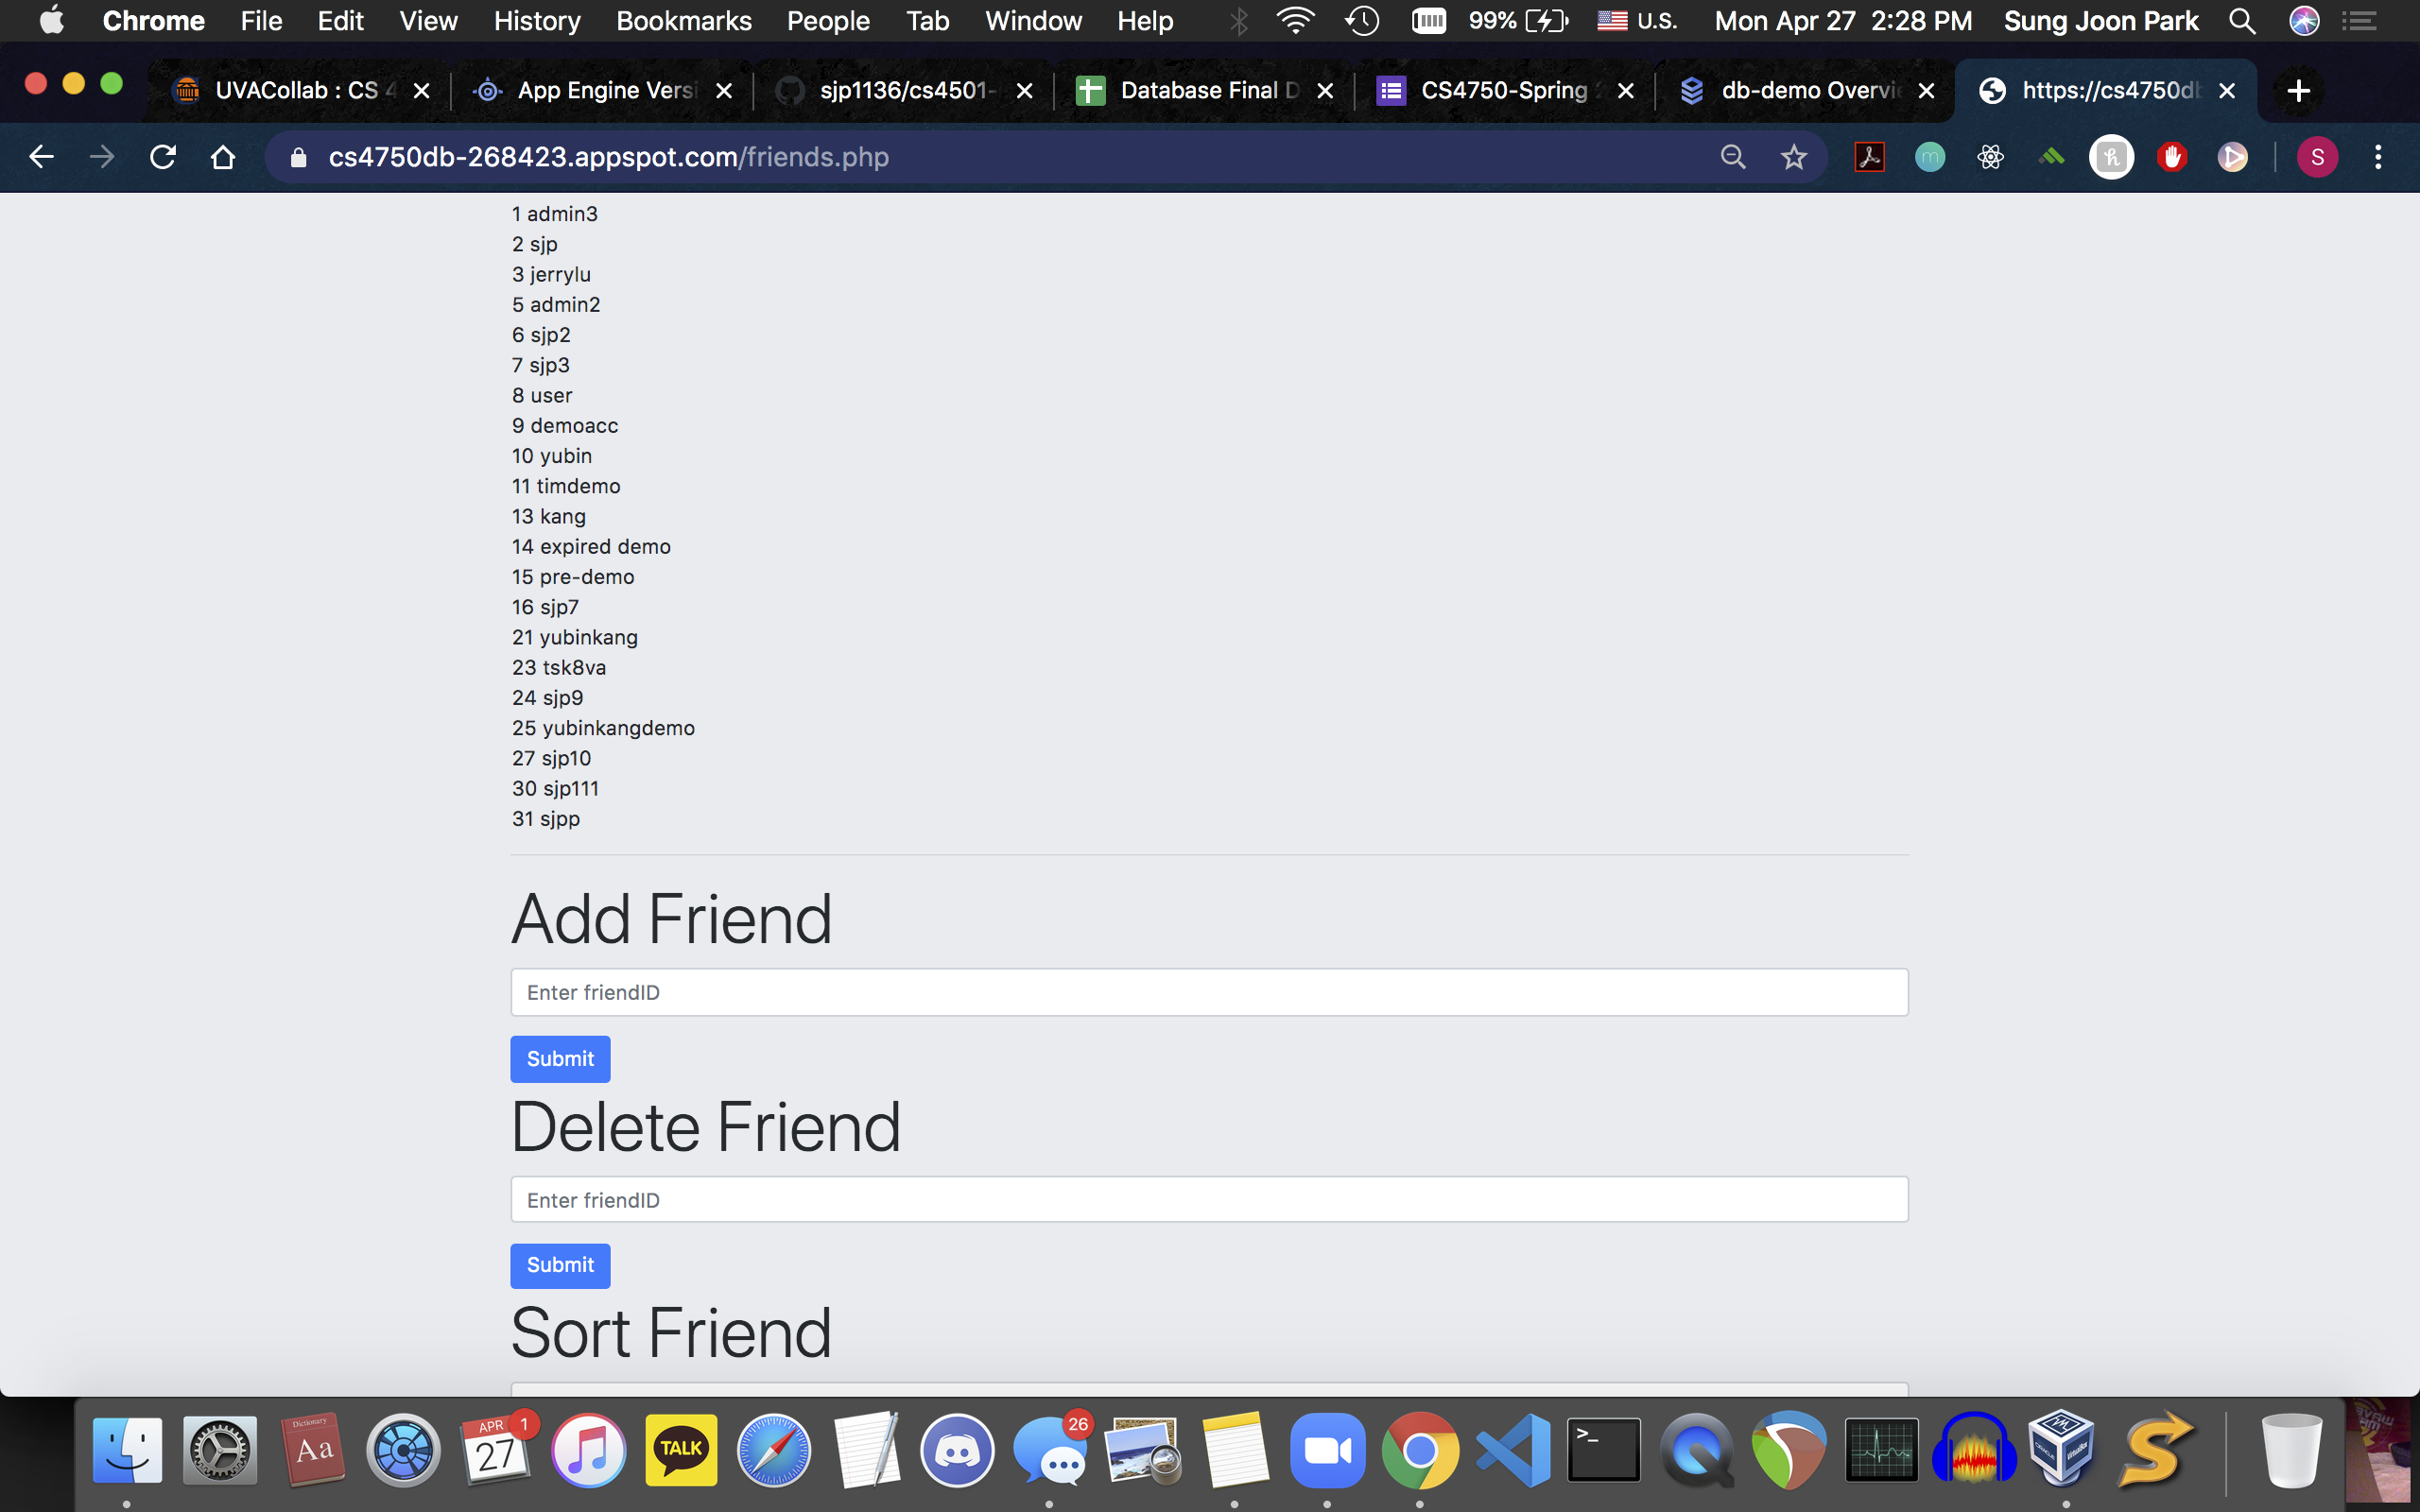 Chrome File Edit View History Bookmarks People Tab Window Help 99% U.S. Mon Apr 27 2:28 PM Sung Joon Park
UVACollab : CS 4 App Engine Versi sjp1136/cs4501- Database Final D CS4750-Spring 2 db-demo Overvi https://cs4750db
cs4750db-268423.appspot.com/friends.php S
1 admin3
2 sjp
3 jerrylu
5 admin2
6 sjp2
7 sjp3
8 user
9 demoacc
10 yubin
11 timdemo
13 kang
14 expired demo
15 pre-demo
16 sjp7
21 yubinkang
23 tsk8va
24 sjp9
25 yubinkangdemo
27 sjp10
30 sjp111
31 sjpp
Add Friend
Enter friendID
Submit
Delete Friend
Enter friendID
Submit
Sort Friend
Dictionary
Aa
APR
27
1
TALK
26
>_